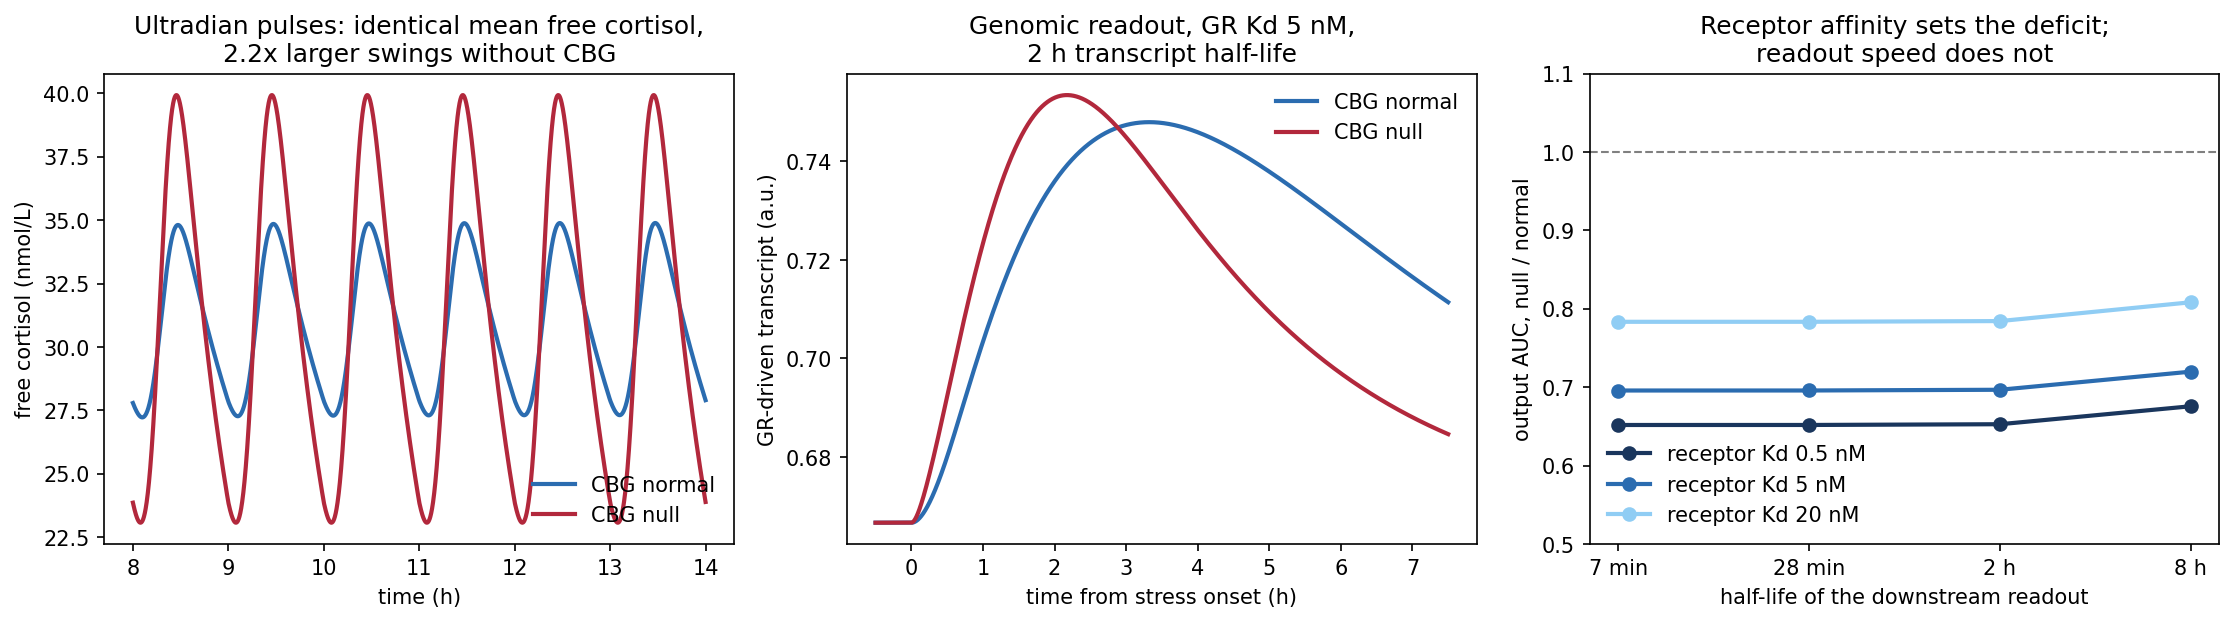 Ultradian pulses: identical mean free cortisol,
2.2x larger swings without CBG
free cortisol (nmol/L)
40.0
37.5
35.0
32.5
30.0
27.5
25.0
22.5
CBG normal
CBG null
8
9
10
11
12
13
14
time (h)
Genomic readout, GR Kd 5 nM,
2 h transcript half-life
GR-driven transcript (a.u.)
0.74
0.72
0.70
0.68
CBG normal
CBG null
0
1
2
3
4
5
6
7
time from stress onset (h)
Receptor affinity sets the deficit;
readout speed does not
output AUC, null / normal
1.1
1.0
0.9
0.8
0.7
0.6
0.5
receptor Kd 0.5 nM
receptor Kd 5 nM
receptor Kd 20 nM
7 min
28 min
2 h
8 h
half-life of the downstream readout